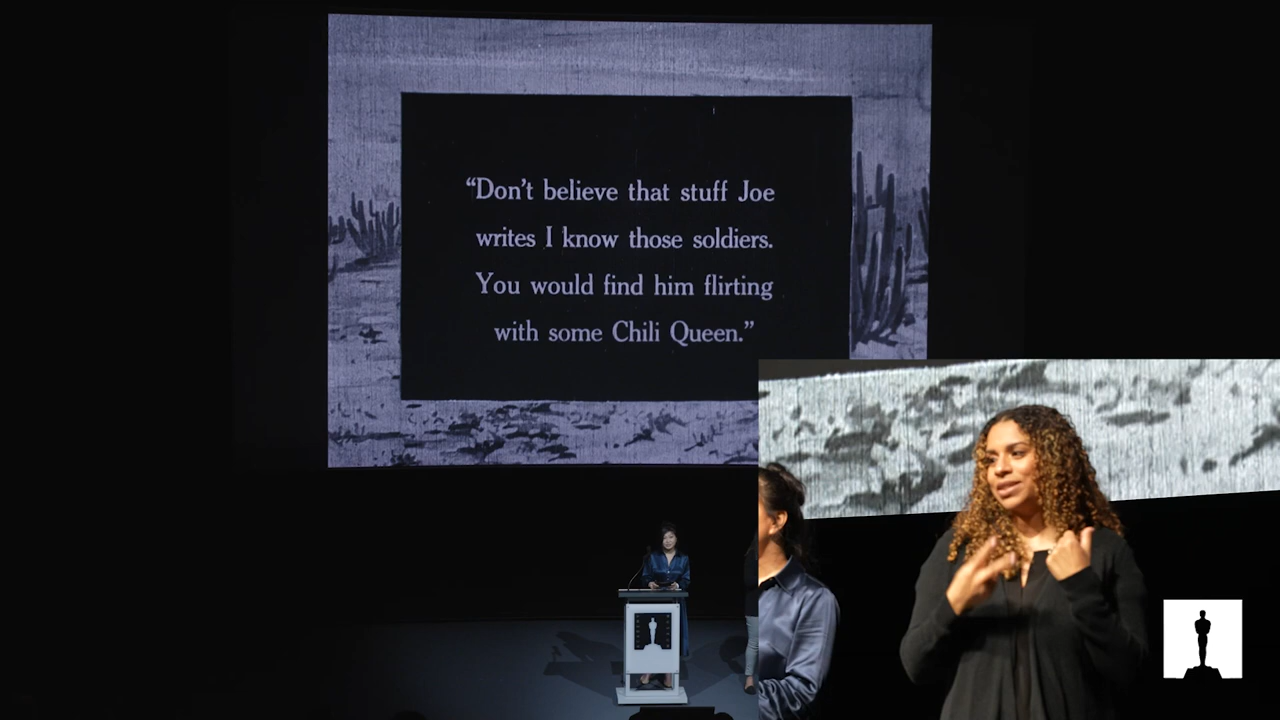 “Don’t believe that stuff Joe
writes I know those soldiers.
You would find him flirting
with some Chili Queen.”